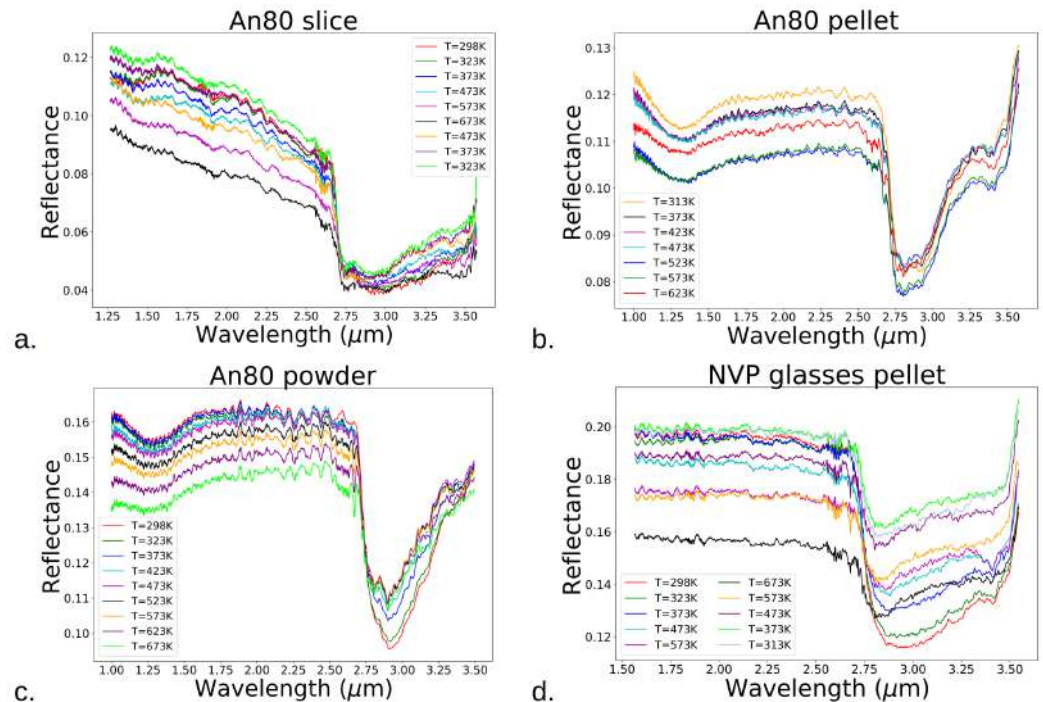 An80 slice
0.12
0.10
0.08
0.06
0.04
Reflectance
T=298K
T=323K
T=373K
T=473K
T=573K
T=673K
T=473K
T=373K
T=323K
1.25 1.50 1.75 2.00 2.25 2.50 2.75 3.00 3.25 3.50
Wavelength (μm)
a.
An80 pellet
0.13
0.12
0.11
0.10
0.09
0.08
Reflectance
T=313K
T=373K
T=423K
T=473K
T=523K
T=573K
T=623K
1.00 1.25 1.50 1.75 2.00 2.25 2.50 2.75 3.00 3.25 3.50
Wavelength (μm)
b.
An80 powder
0.16
0.15
0.14
0.13
0.12
0.10
Reflectance
T=298K
T=323K
T=373K
T=423K
T=473K
T=523K
T=573K
T=623K
T=673K
1.00 1.25 1.50 1.75 2.00 2.25 2.50 2.75 3.00 3.25 3.50
Wavelength (μm)
c.
NVP glasses pellet
0.20
0.18
0.16
0.14
0.12
Reflectance
T=298K T=673K
T=323K T=573K
T=373K T=473K
T=473K T=373K
T=573K T=313K
1.50 1.75 2.00 2.25 2.50 2.75 3.00 3.25 3.50
Wavelength (μm)
d.